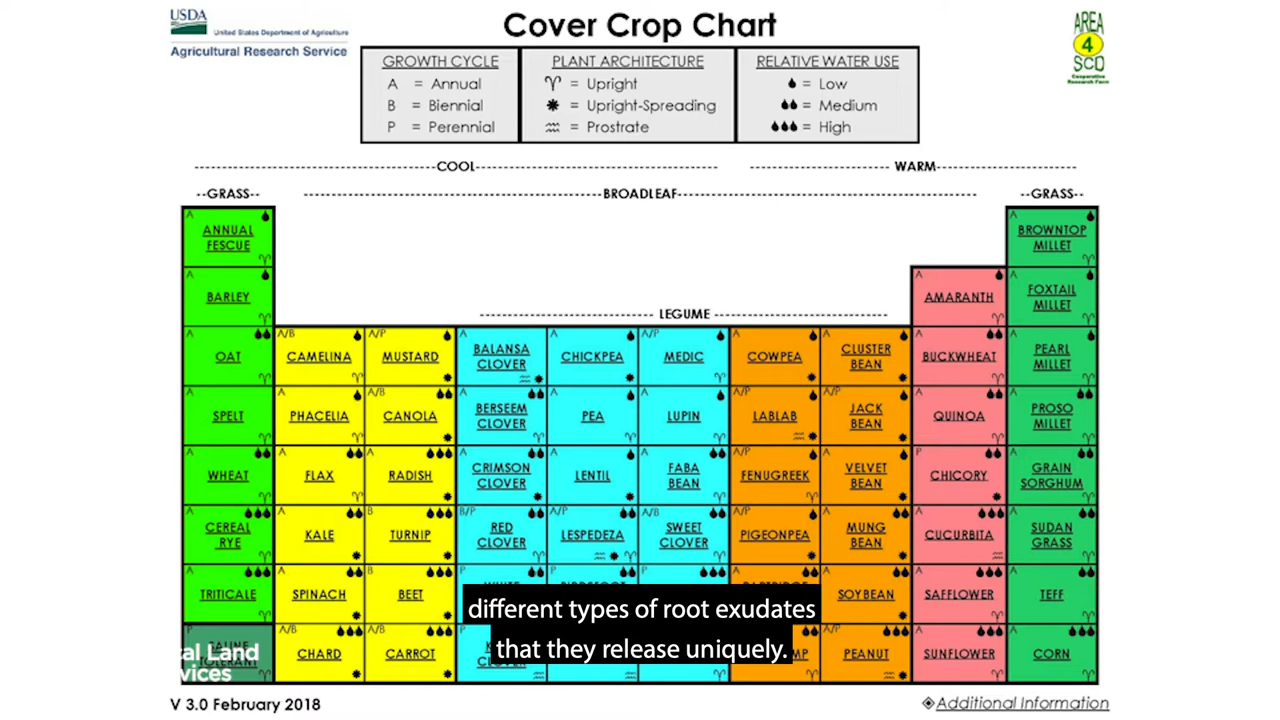 USDA
United States Department of Agriculture
Agricultural Research Service
Cover Crop Chart
AREA
4
SCD
Cooperative
Research Farm
GROWTH CYCLE
A = Annual
B = Biennial
P = Perennial
PLANT ARCHITECTURE
= Upright
= Upright-Spreading
= Prostrate
RELATIVE WATER USE
= Low
= Medium
= High
COOL
WARM
--GRASS--
BROADLEAF
--GRASS--
A
ANNUAL
FESCUE
A
BROWNTOP
MILLET
A
BARLEY
A
AMARANTH
A
FOXTAIL
MILLET
LEGUME
A
OAT
A/B
CAMELINA
A/P
MUSTARD
A
BALANSA
CLOVER
A
CHICKPEA
A/P
MEDIC
A
COWPEA
A
CLUSTER
BEAN
A
BUCKWHEAT
A
PEARL
MILLET
A
SPELT
A
PHACELIA
A/B
CANOLA
A
BERSEEM
CLOVER
A
PEA
A
LUPIN
A/P
LABLAB
A/P
JACK
BEAN
A
QUINOA
A
PROSO
MILLET
A
WHEAT
A
FLAX
A
RADISH
A
CRIMSON
CLOVER
A
LENTIL
A
FABA
BEAN
A/P
FENUGREEK
A
VELVET
BEAN
P
CHICORY
A
GRAIN
SORGHUM
A
CEREAL
RYE
A
KALE
B
TURNIP
B/P
RED
CLOVER
A/P
LESPEDEZA
A/B
SWEET
CLOVER
A/P
PIGEONPEA
A
MUNG
BEAN
A
CUCURBITA
A
SUDAN
GRASS
A
TRITICALE
A
SPINACH
B
BEET
P
P
P
A
A
SOYBEAN
A
SAFFLOWER
A
TEFF
P
SALINE
TOLERANT
al Land
vices
A/B
CHARD
A/B
CARROT
P
A/P
PEANUT
A
SUNFLOWER
A
CORN
different types of root exudates
that they release uniquely.
V 3.0 February 2018
Additional Information